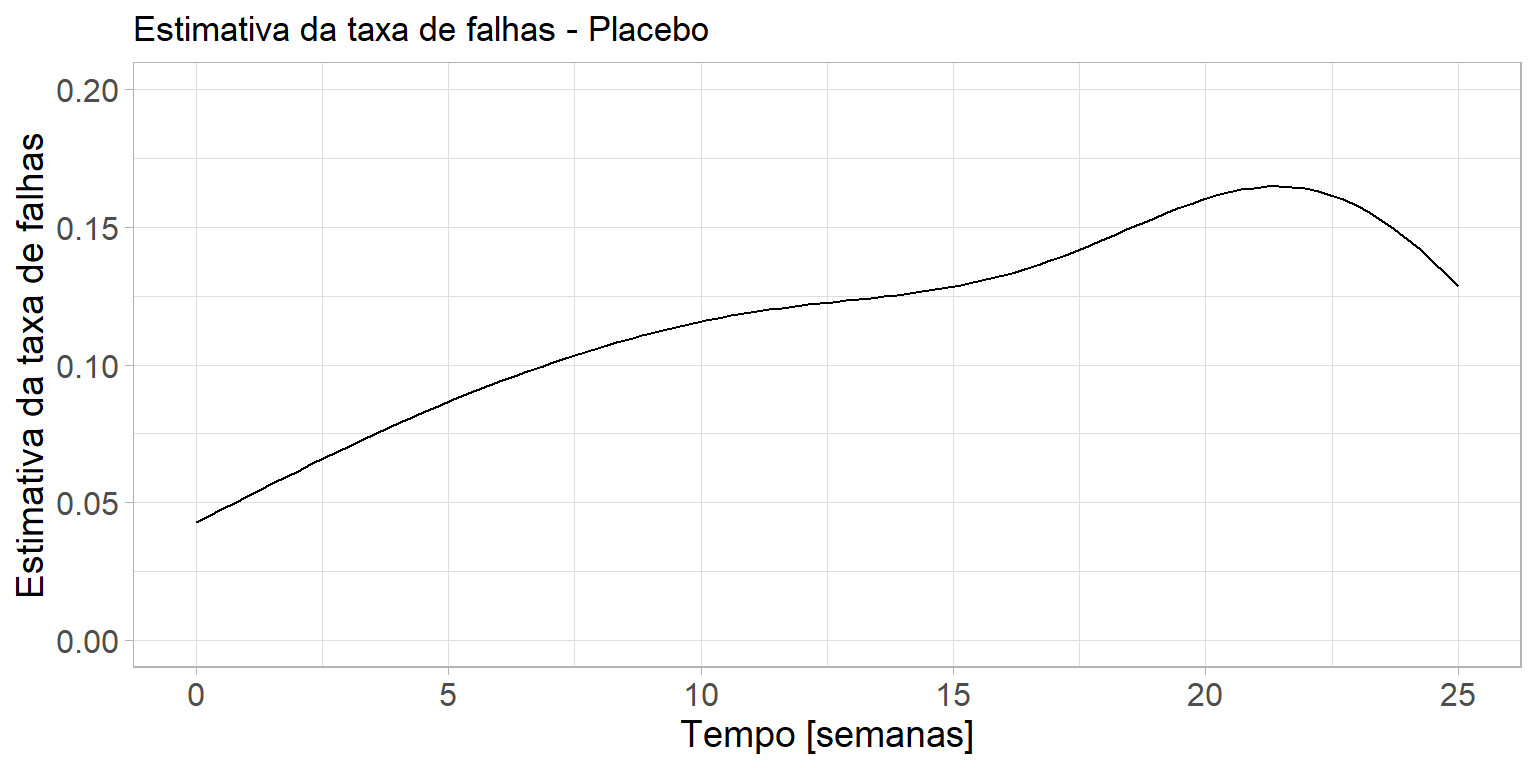 Estimativa da taxa de falhas - Placebo
Estimativa da taxa de falhas
0.20
0.15
0.10
0.05
0.00
0 5 10 15 20 25
Tempo [semanas]